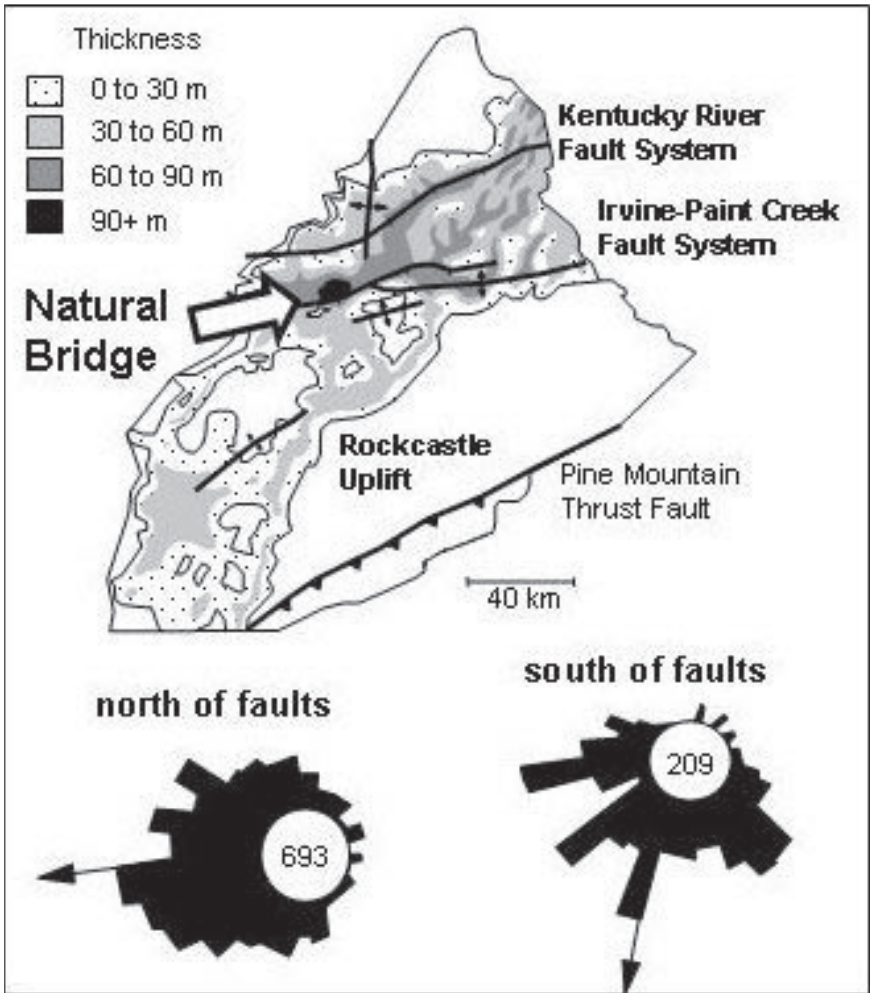 Thickness
0 to 30 m
30 to 60 m
60 to 90 m
90+ m
Kentucky River
Fault System
Irvine-Paint Creek
Fault System
Natural
Bridge
Rockcastle
Uplift
Pine Mountain
Thrust Fault
40 km
north of faults
693
south of faults
209